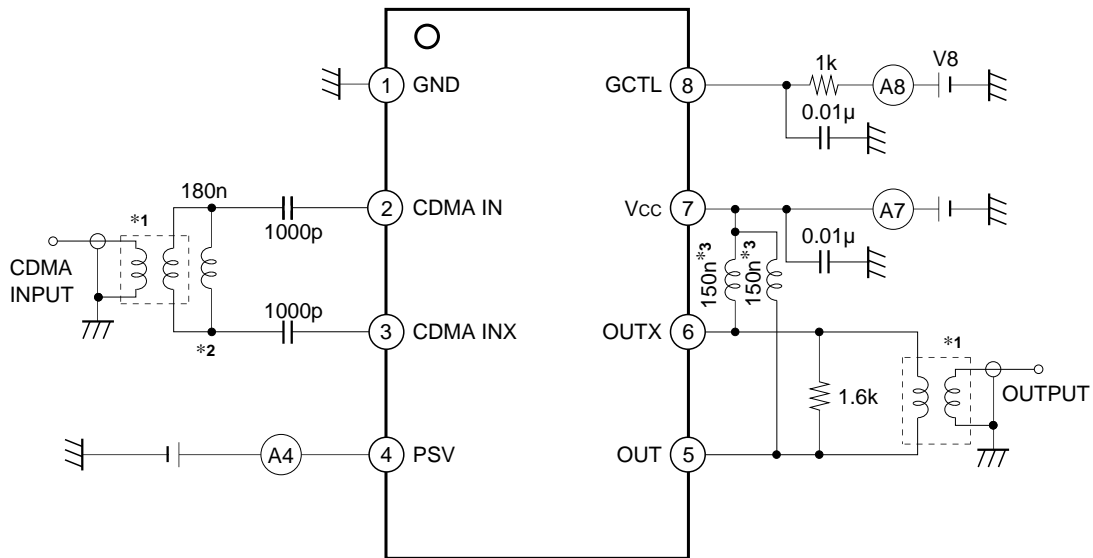 1 GND
GCTL 8
1k
A8
V8
0.01µ
180n
*1
1000p
2 CDMA IN
VCC 7
A7
CDMA
INPUT
150n*3
150n*3
0.01µ
1000p
*2
3 CDMA INX
OUTX 6
*1
1.6k
OUTPUT
A4
4 PSV
OUT 5